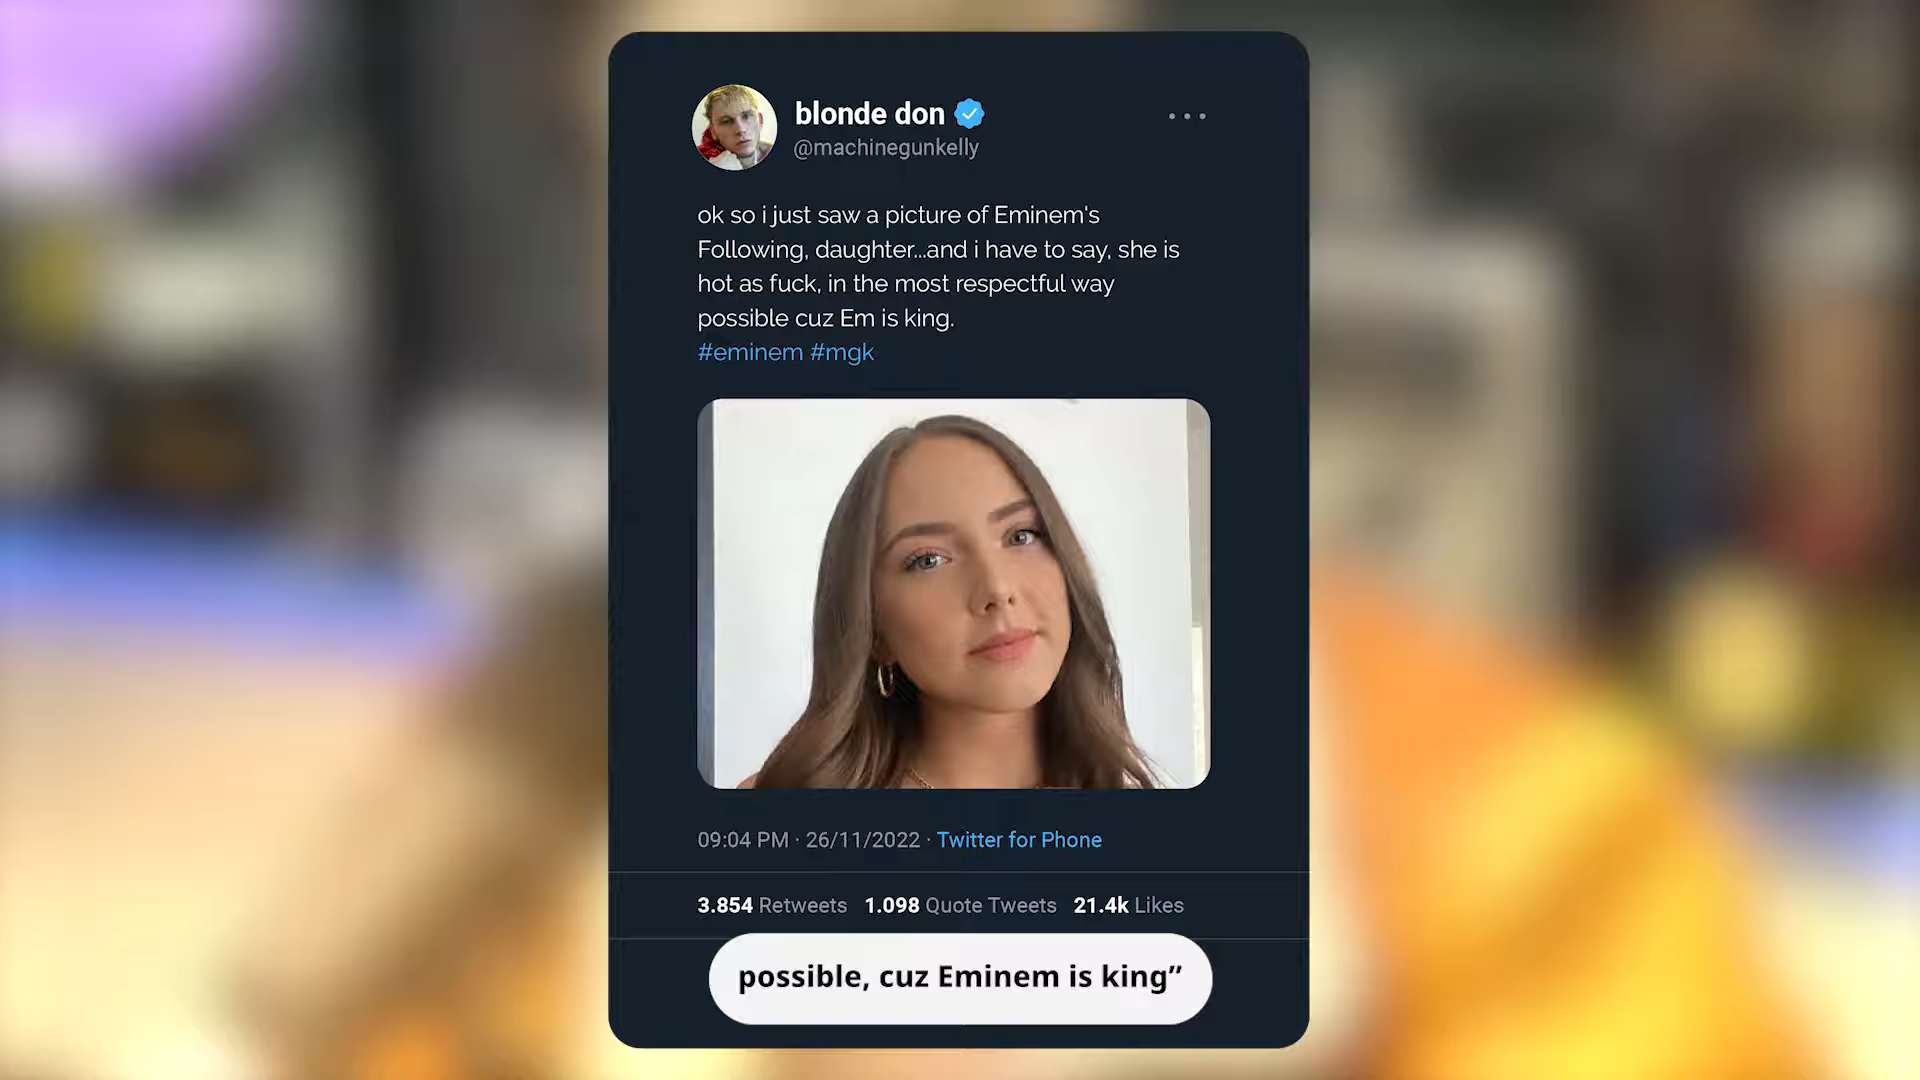 blonde don
@machinegunkelly
ok so i just saw a picture of Eminem's
Following, daughter...and i have to say, she is
hot as fuck, in the most respectful way
possible cuz Em is king.
#eminem #mgk
09:04 PM · 26/11/2022 · Twitter for Phone
3.854 Retweets 1.098 Quote Tweets 21.4k Likes
possible, cuz Eminem is king”